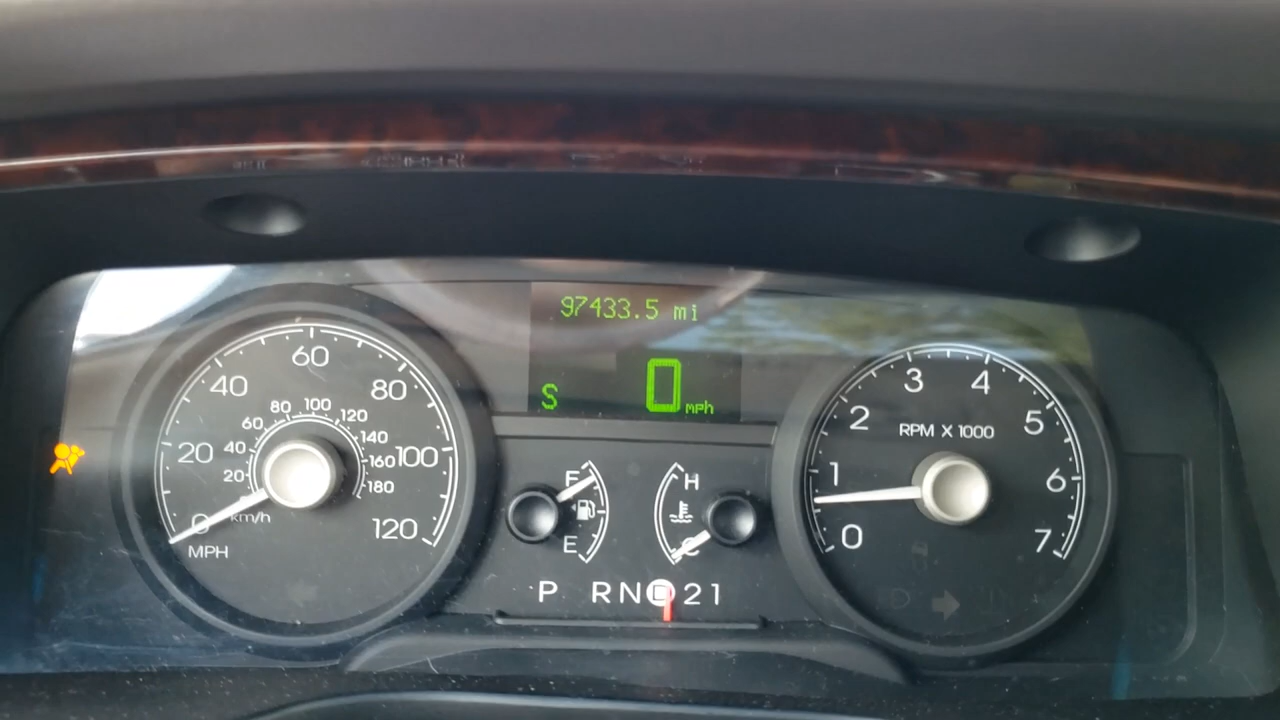 97433.5 mi
S 0 mph
0 20 40 60 80 100 120
MPH
20 40 60 80 100 120 140 160 180
km/h
F
E
H
C
P R N D 2 1
0 1 2 3 4 5 6 7
RPM X 1000